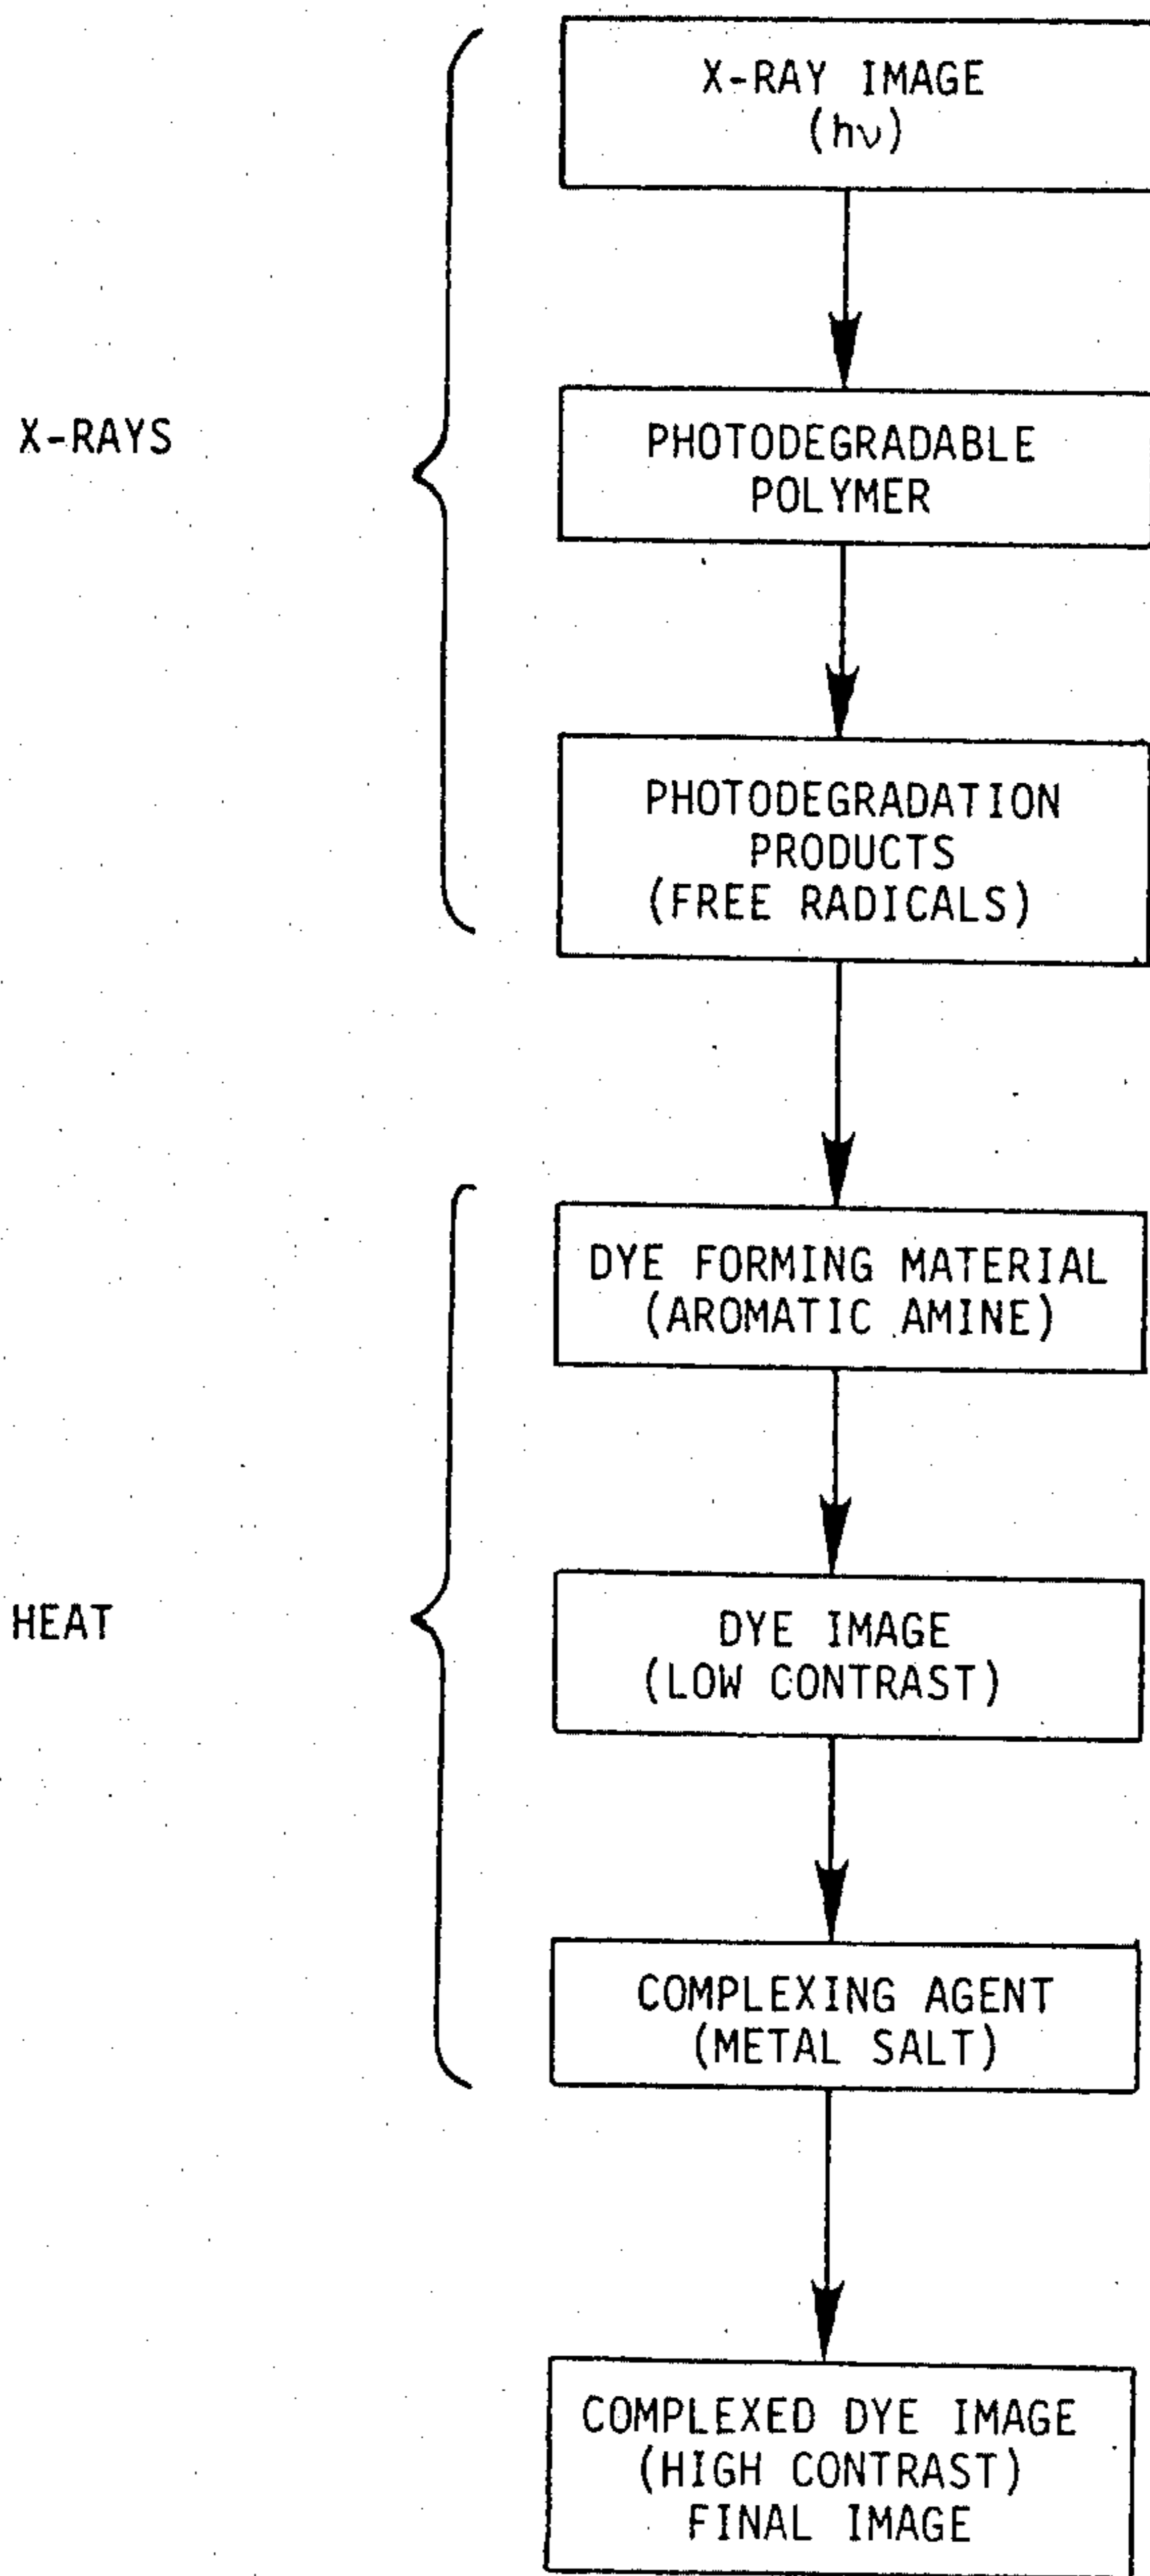 X-RAY IMAGE
(hν)
X-RAYS
PHOTODEGRADABLE
POLYMER
PHOTODEGRADATION
PRODUCTS
(FREE RADICALS)
DYE FORMING MATERIAL
(AROMATIC AMINE)
HEAT
DYE IMAGE
(LOW CONTRAST)
COMPLEXING AGENT
(METAL SALT)
COMPLEXED DYE IMAGE
(HIGH CONTRAST)
FINAL IMAGE